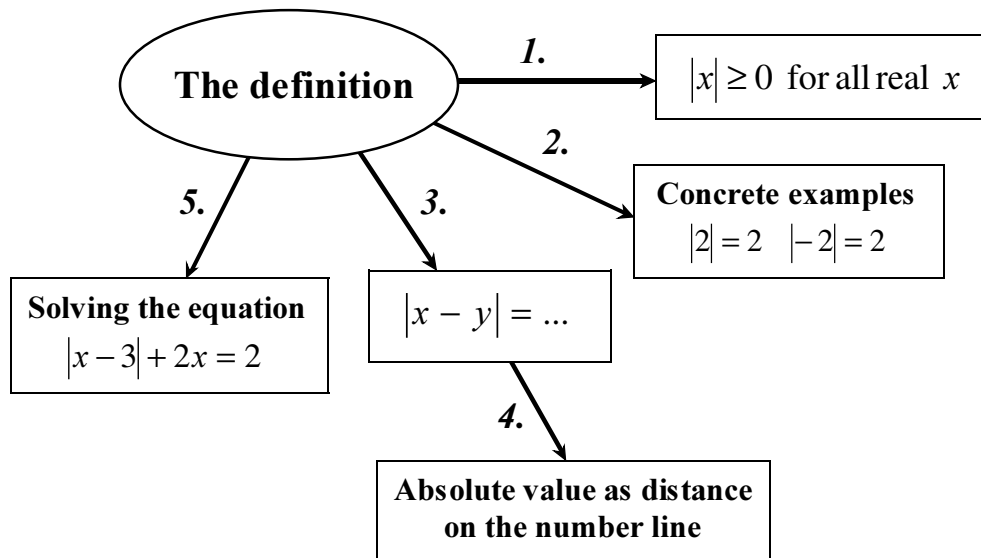 The definition
1.
|x| ≥ 0 for all real x
2.
Concrete examples
|2| = 2 |−2| = 2
3.
|x − y| = ...
4.
Absolute value as distance
on the number line
5.
Solving the equation
|x − 3| + 2x = 2